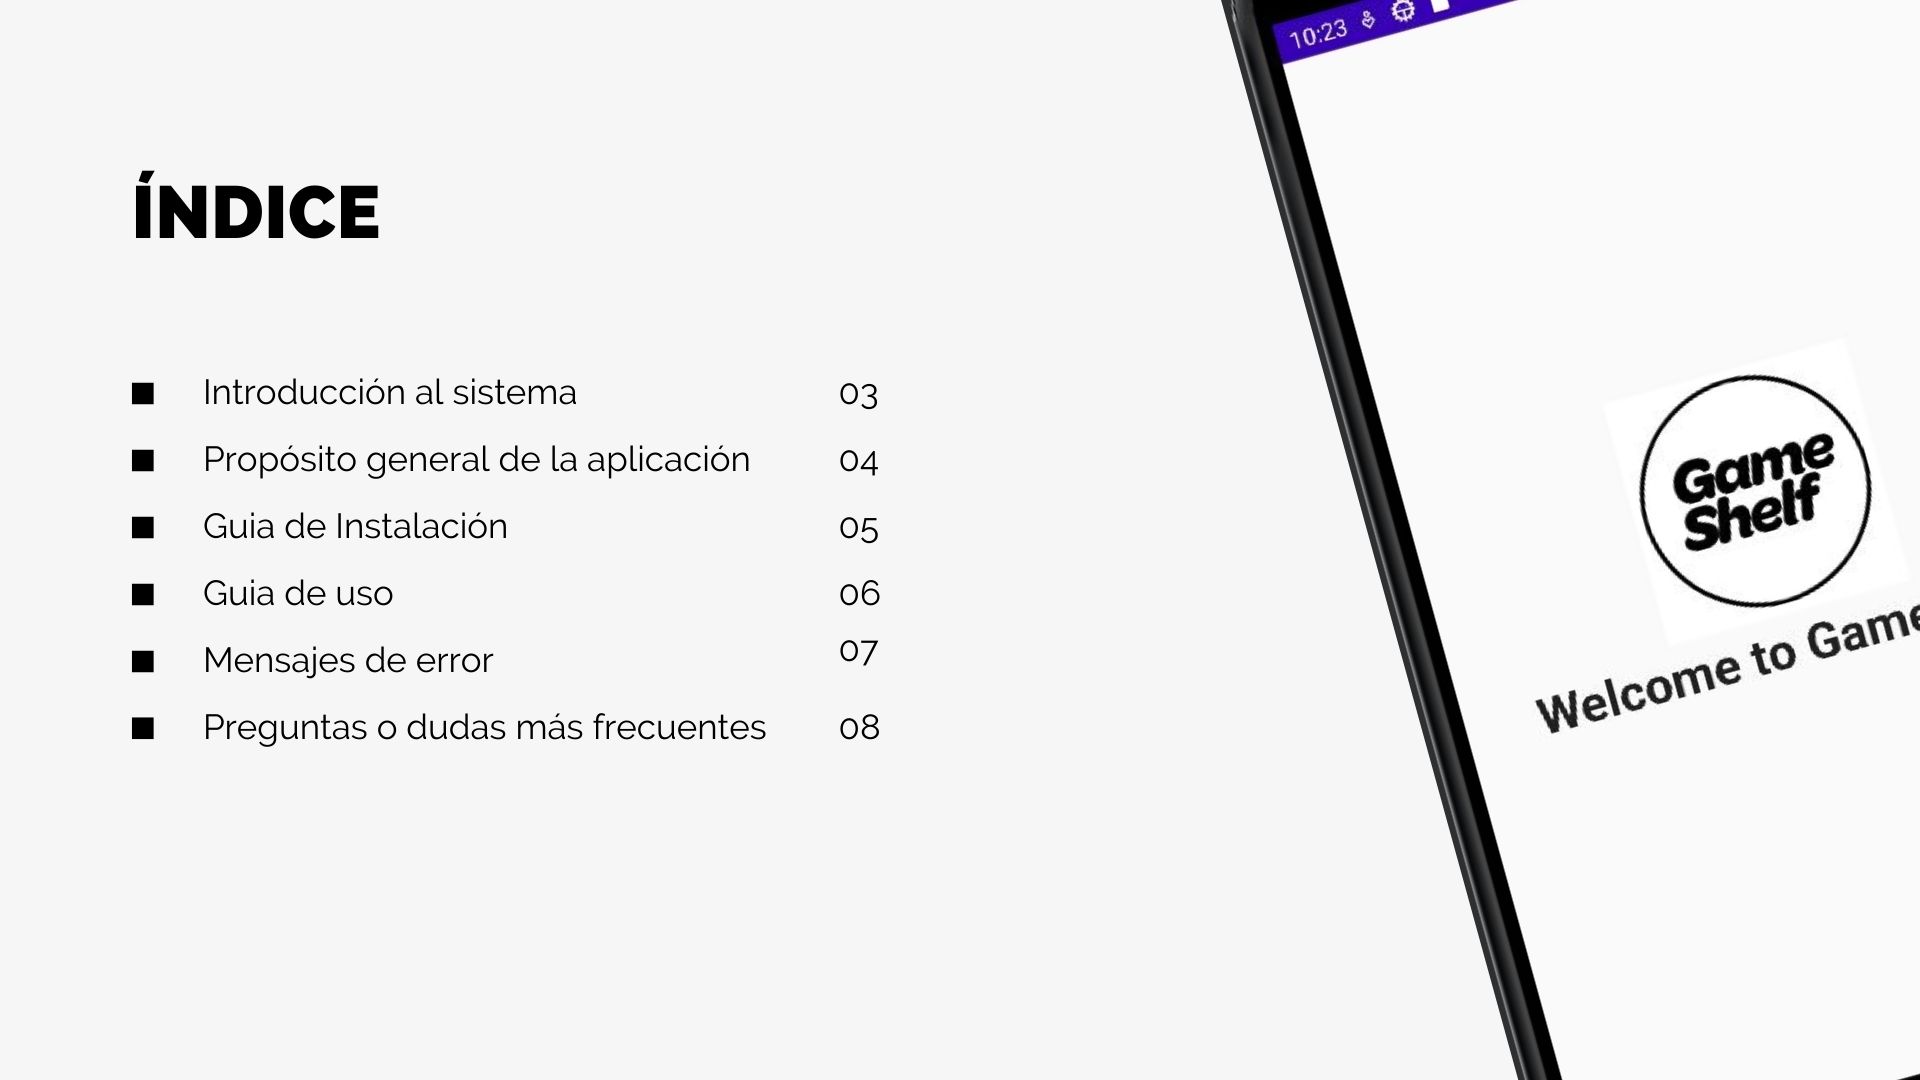 ÍNDICE
Introducción al sistema 03
Propósito general de la aplicación 04
Guia de Instalación 05
Guia de uso 06
Mensajes de error 07
Preguntas o dudas más frecuentes 08
10:23
Game
Shelf
Welcome to Game